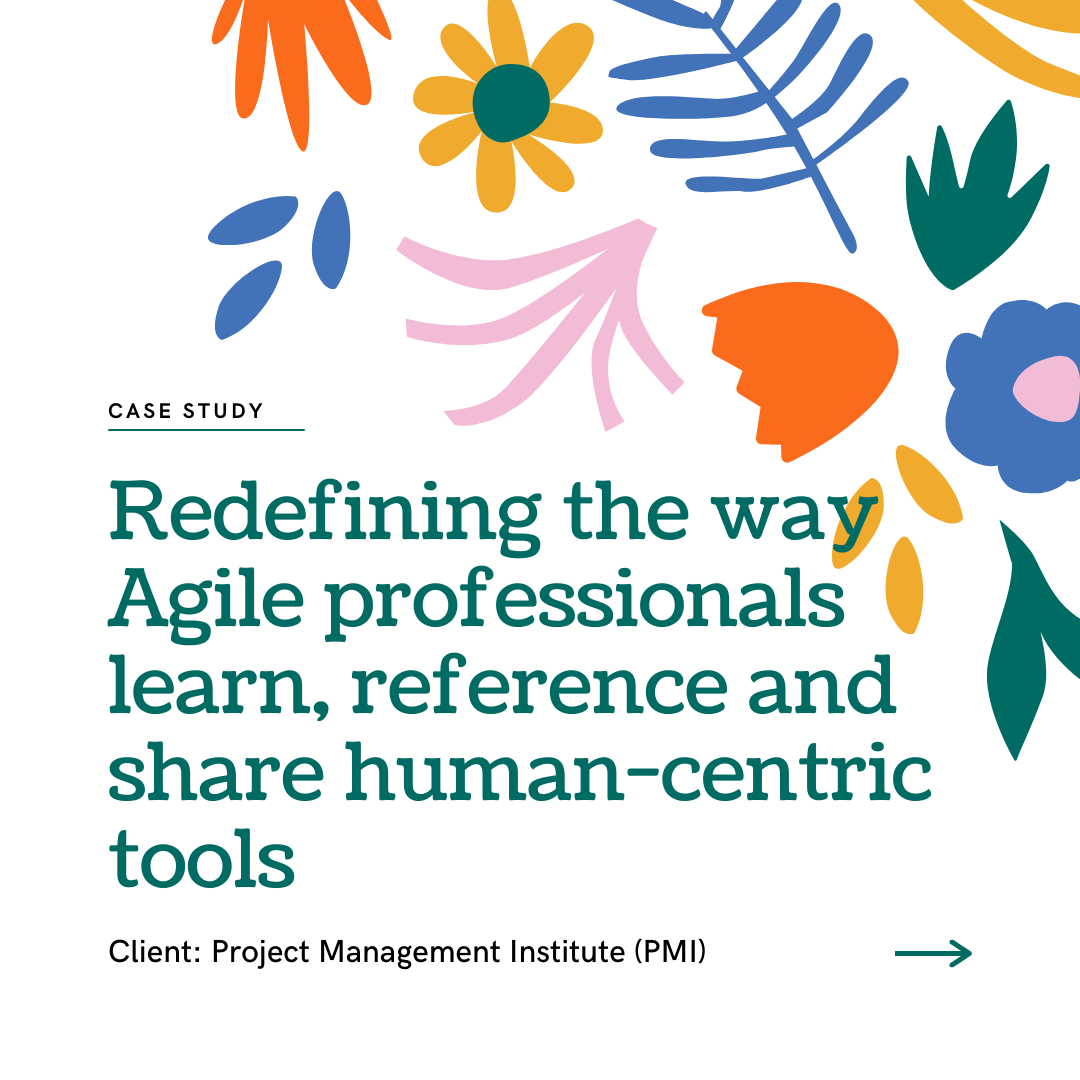 CASE STUDY
Redefining the way
Agile professionals
learn, reference and
share human-centric
tools
Client: Project Management Institute (PMI)